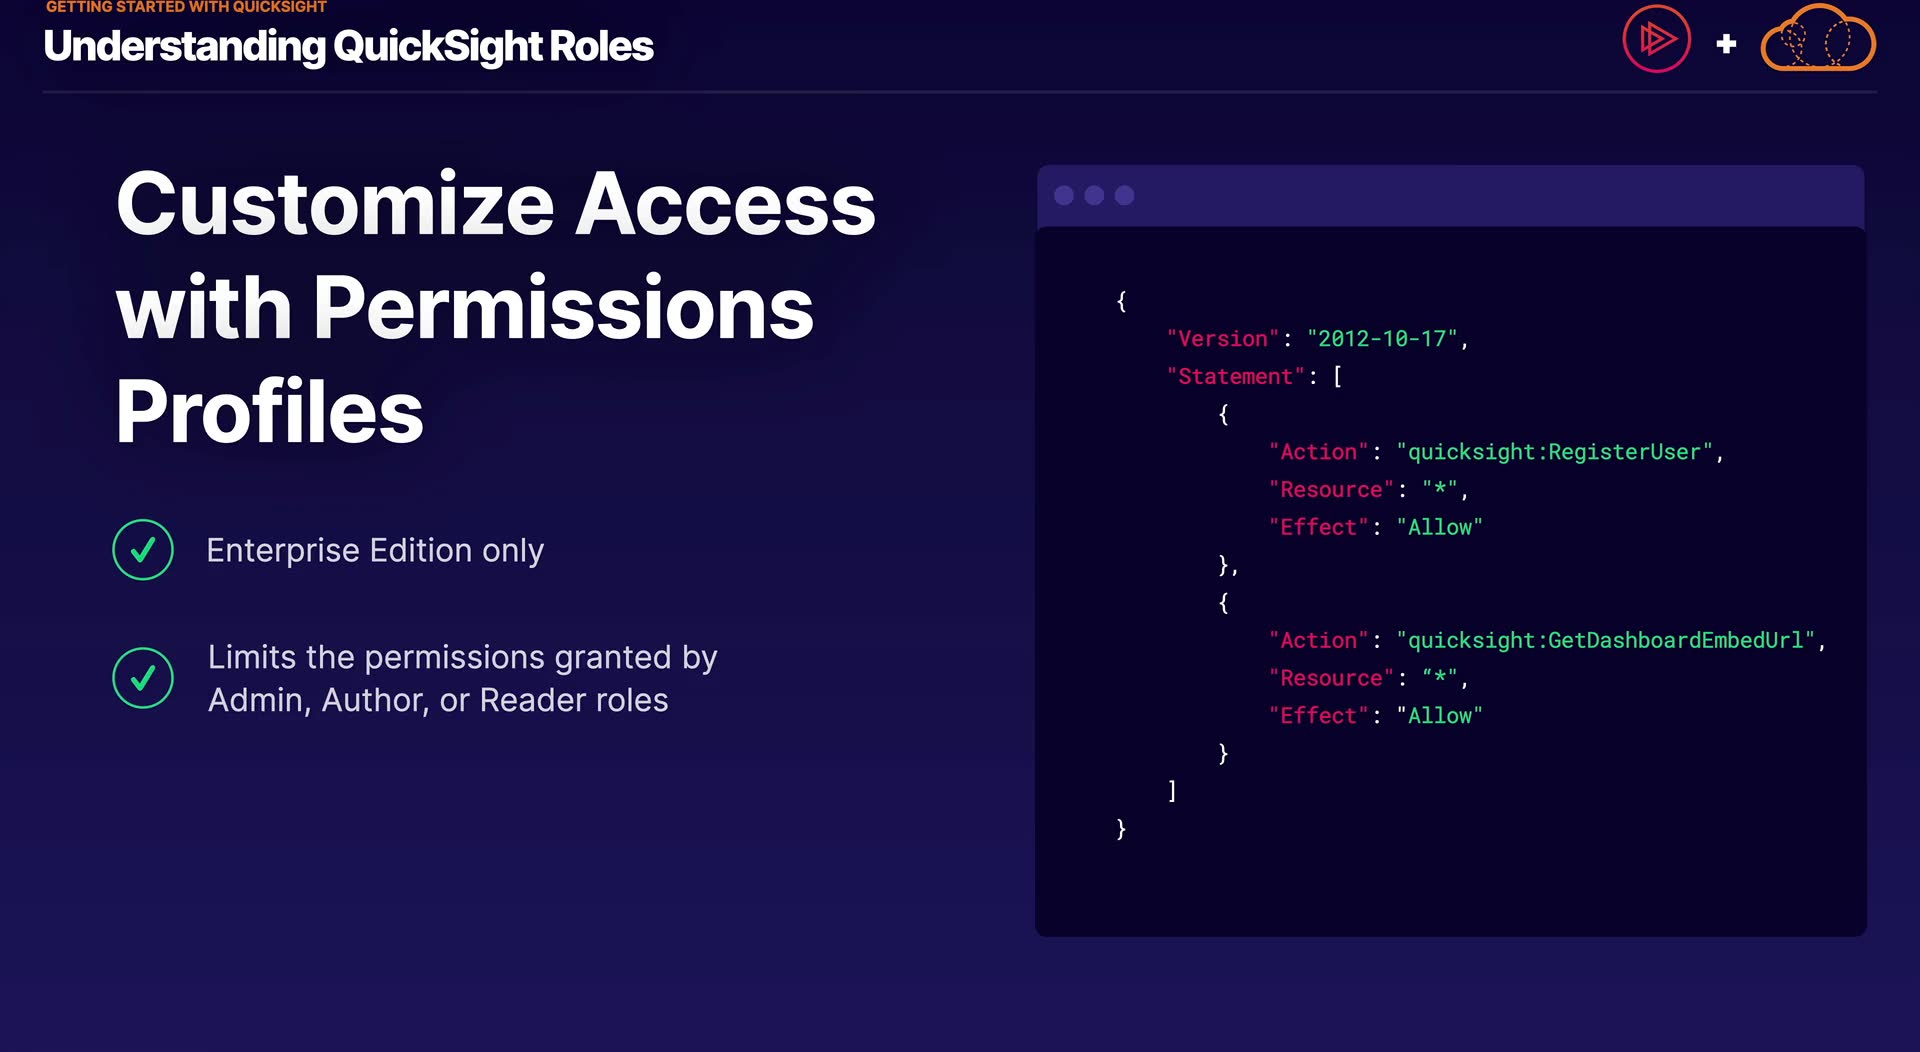 GETTING STARTED WITH QUICKSIGHT
Understanding QuickSight Roles
+
Customize Access
with Permissions
Profiles
Enterprise Edition only
Limits the permissions granted by
Admin, Author, or Reader roles
{
    "Version": "2012-10-17",
    "Statement": [
        {
            "Action": "quicksight:RegisterUser",
            "Resource": "*",
            "Effect": "Allow"
        },
        {
            "Action": "quicksight:GetDashboardEmbedUrl",
            "Resource": “*",
            "Effect": "Allow"
        }
    ]
}